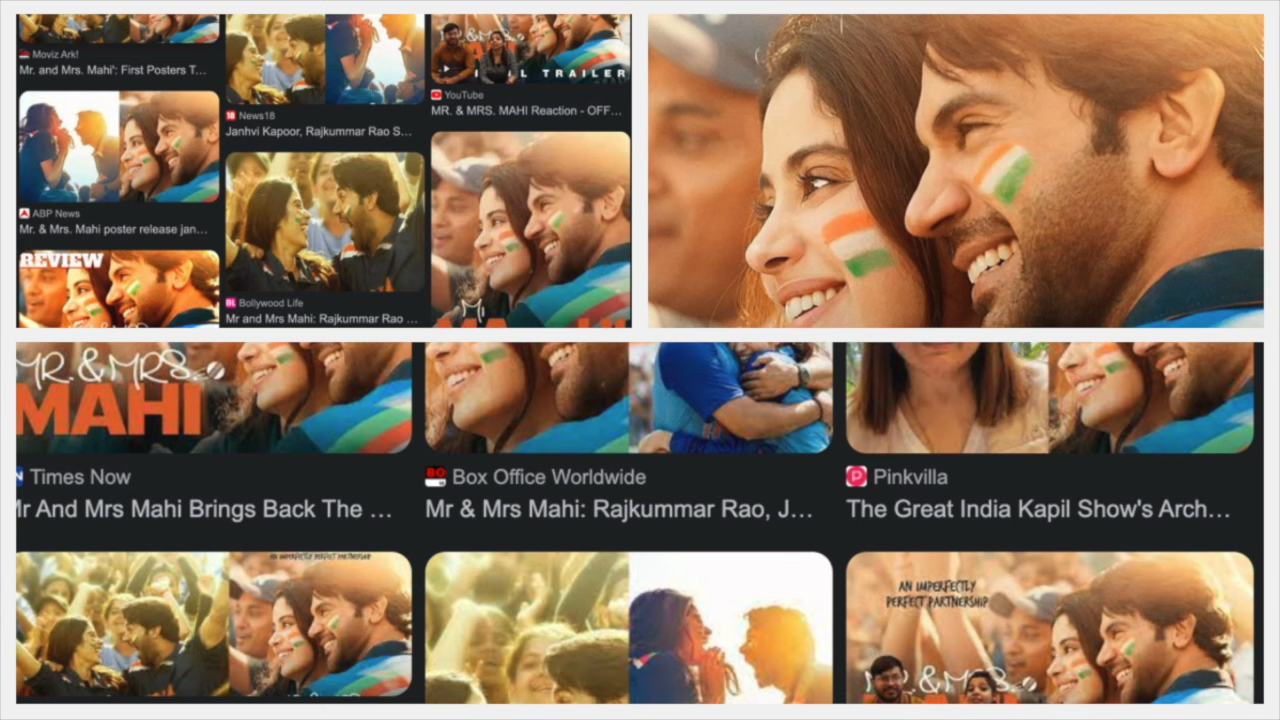 Moviz Ark!
Mr. and Mrs. Mahi': First Posters T...
ABP News
Mr. & Mrs. Mahi poster release jan...
REVIEW
News18
Janhvi Kapoor, Rajkummar Rao S...
BL Bollywood Life
Mr and Mrs Mahi: Rajkummar Rao ...
TRAILER
YouTube
MR. & MRS. MAHI Reaction - OFF...
MR. & MRS.
MAHI
Times Now
Mr And Mrs Mahi Brings Back The ...
BO Box Office Worldwide
Mr & Mrs Mahi: Rajkummar Rao, J...
Pinkvilla
The Great India Kapil Show's Arch...
AN IMPERFECTLY PERFECT PARTNERSHIP
AN IMPERFECTLY
PERFECT PARTNERSHIP